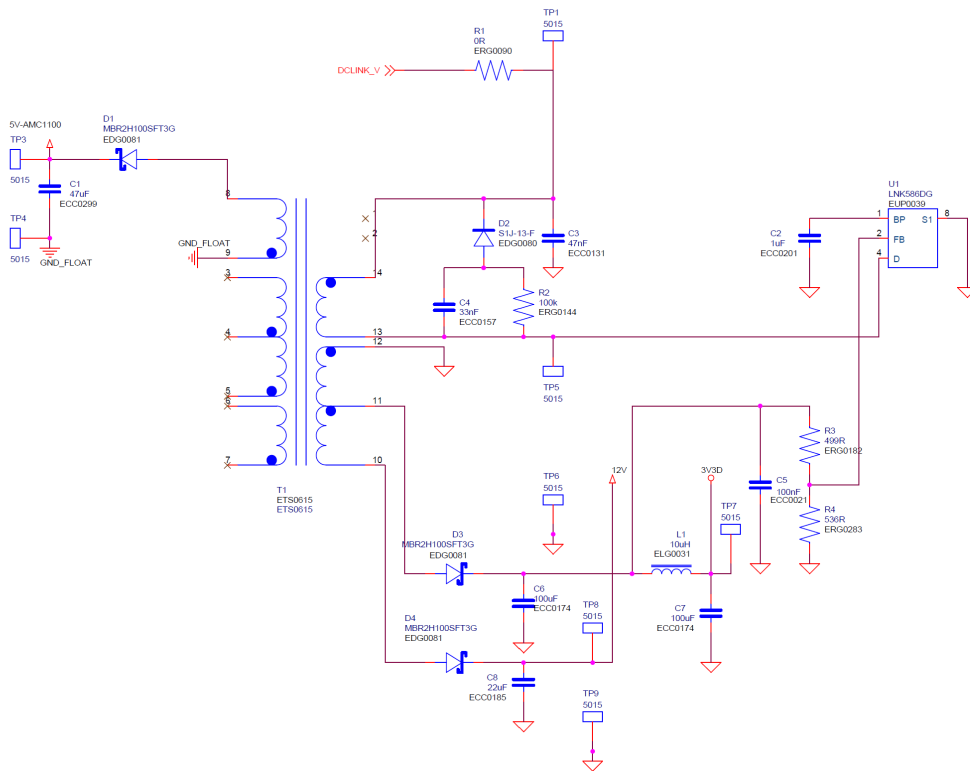 TP1
5015
R1
0R
ERG0090
DCLINK_V
5V-AMC1100
TP3
5015
D1
MBR2H100SFT3G
EDG0081
C1
47uF
ECC0299
TP4
5015
GND_FLOAT
GND_FLOAT
8
9
3
4
5
6
7
1
2
14
13
12
11
10
T1
ETS0615
ETS0615
D2
S1J-13-F
EDG0080
C3
47nF
ECC0131
C4
33nF
ECC0157
R2
100k
ERG0144
TP5
5015
U1
LNK586DG
EUP0039
1
BP
S1
8
2
FB
4
D
C2
1uF
ECC0201
R3
499R
ERG0182
C5
100nF
ECC0021
R4
536R
ERG0283
TP6
5015
12V
3V3D
TP7
5015
D3
MBR2H100SFT3G
EDG0081
L1
10uH
ELG0031
C6
100uF
ECC0174
TP8
5015
C7
100uF
ECC0174
D4
MBR2H100SFT3G
EDG0081
C8
22uF
ECC0185
TP9
5015